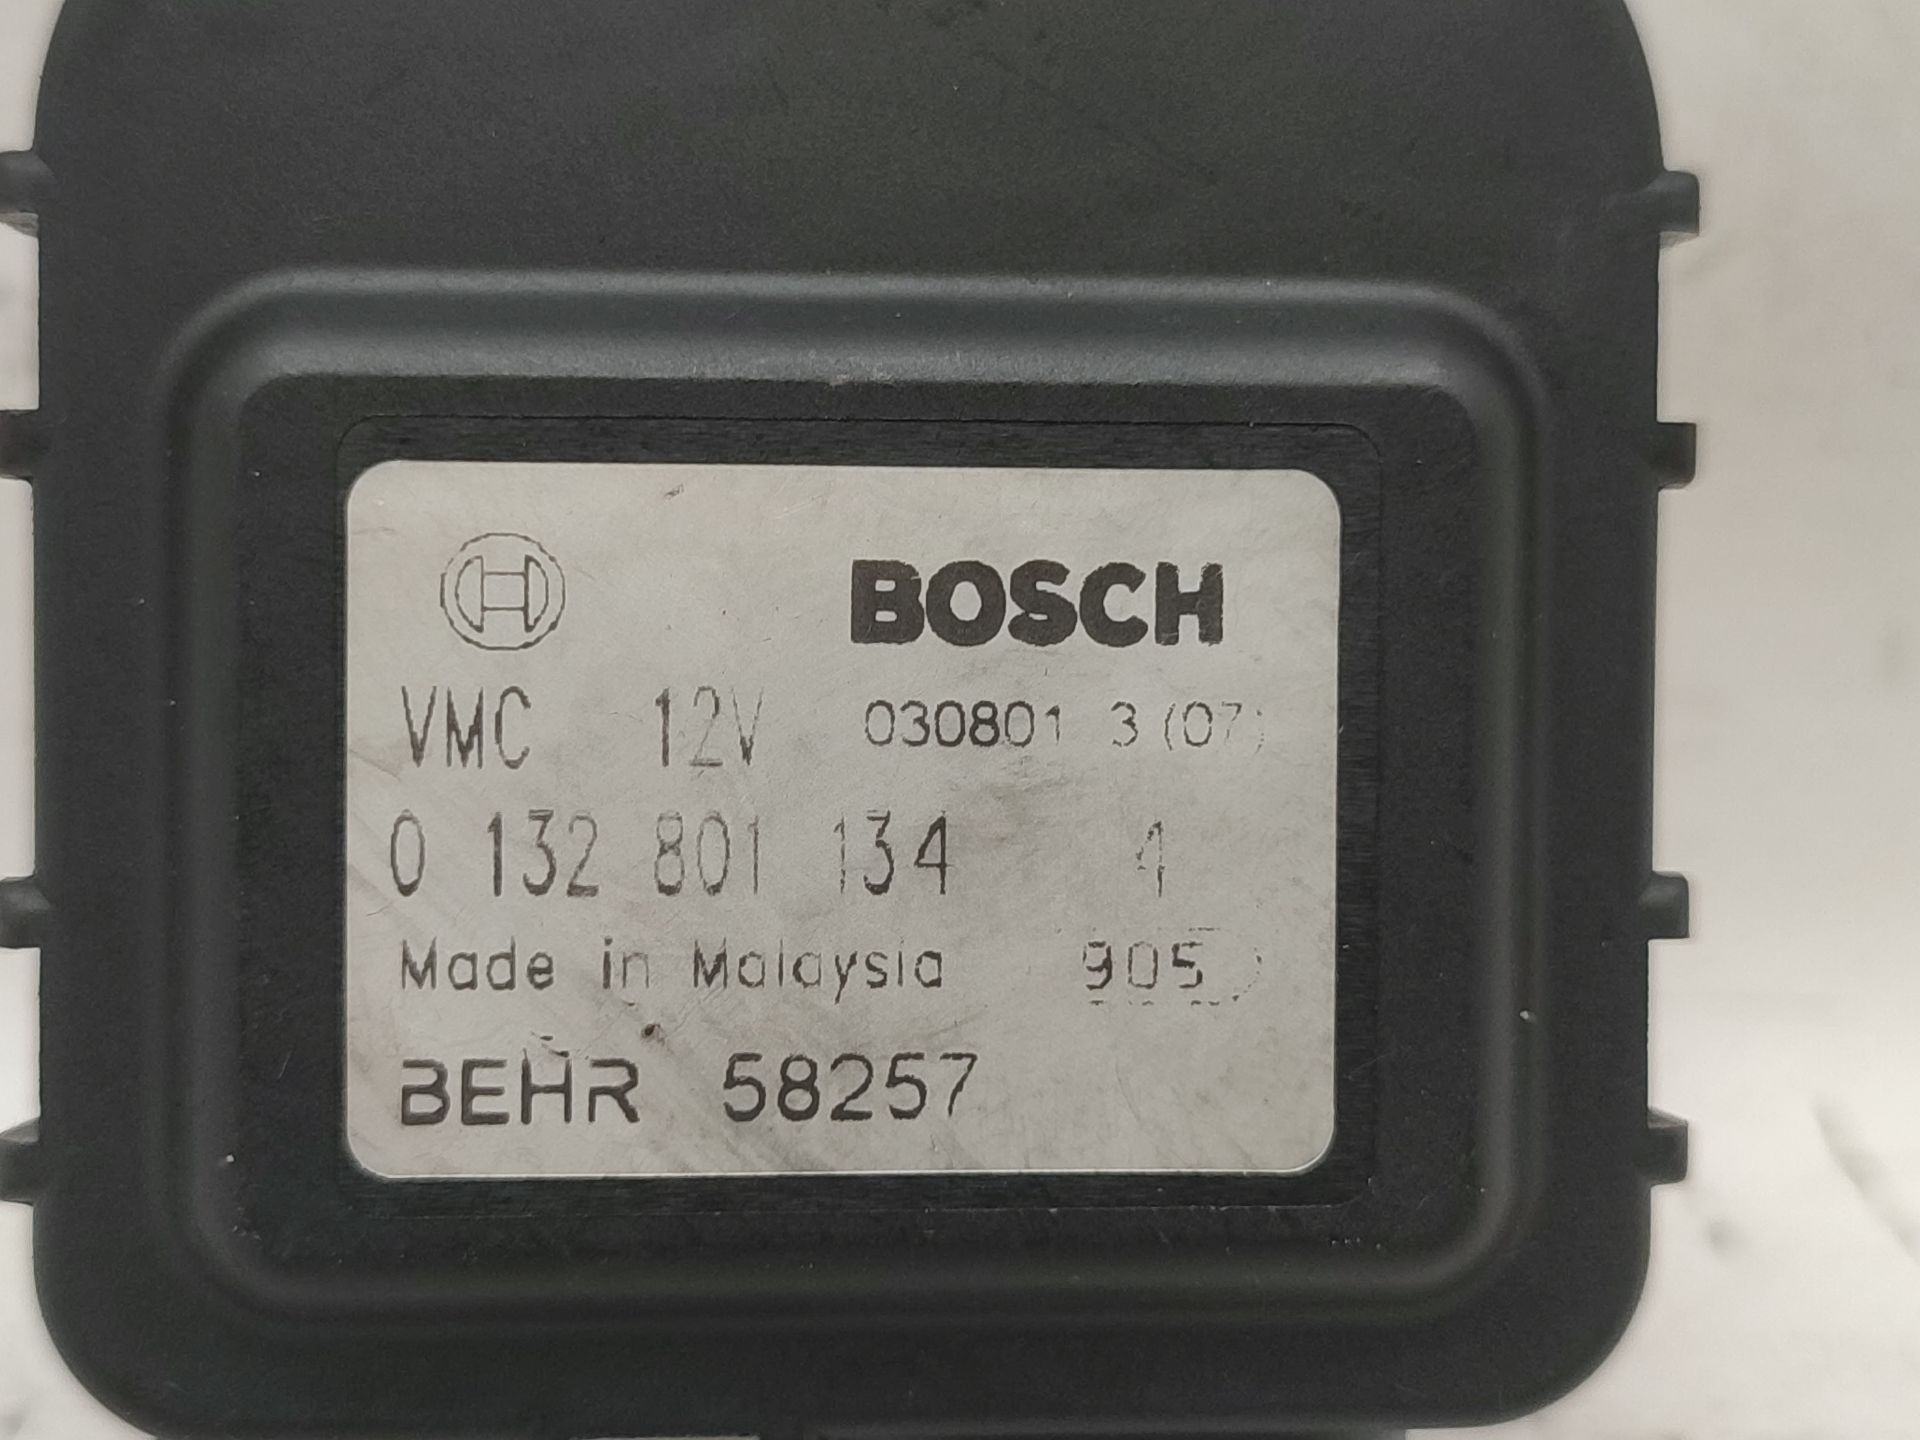 BOSCH
VMC 12V 030801 3 (07)
0 132 801 134 4
Made in Malaysia 905
BEHR 58257